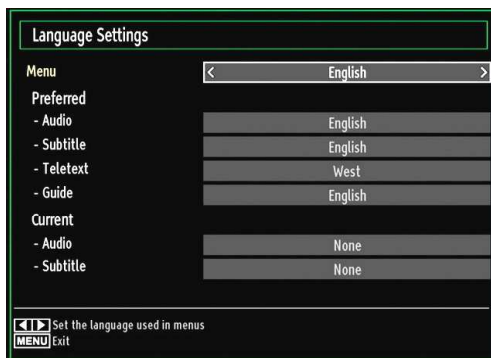 Language Settings
Menu < English >
Preferred
- Audio English
- Subtitle English
- Teletext West
- Guide English
Current
- Audio None
- Subtitle None
Set the language used in menus
MENU Exit